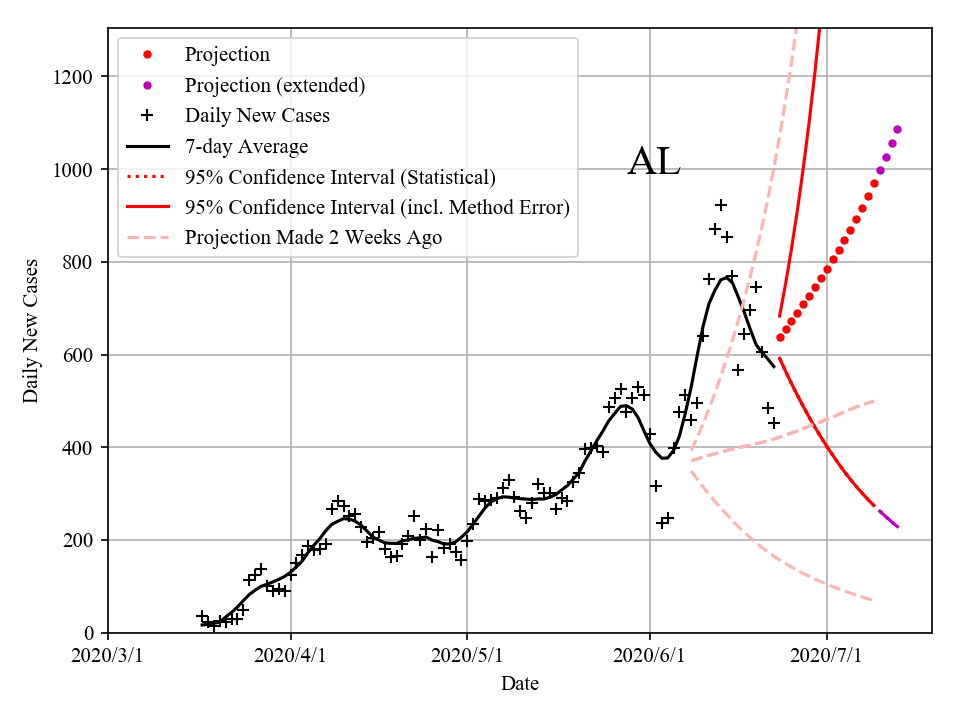 Projection
Projection (extended)
Daily New Cases
7-day Average
95% Confidence Interval (Statistical)
95% Confidence Interval (incl. Method Error)
Projection Made 2 Weeks Ago
AL
1200
1000
800
600
400
200
0
Daily New Cases
2020/3/1 2020/4/1 2020/5/1 2020/6/1 2020/7/1
Date